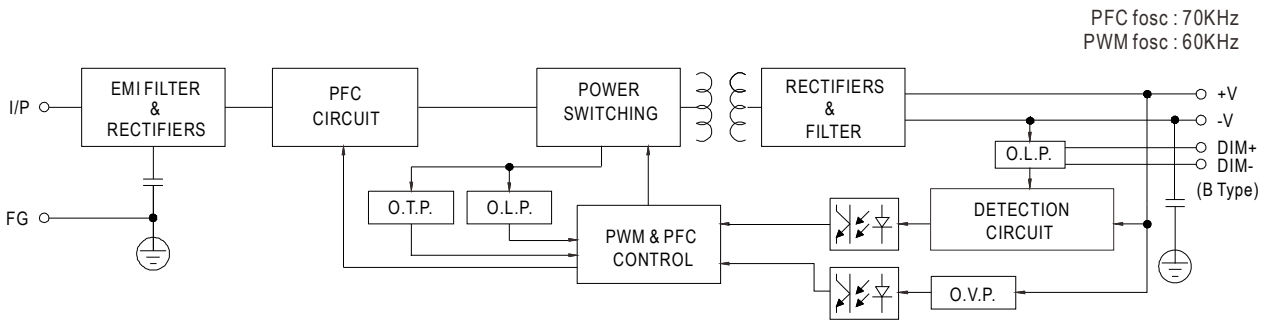 PFC fosc : 70KHz
PWM fosc : 60KHz
I/P
EMI FILTER
&
RECTIFIERS
PFC
CIRCUIT
POWER
SWITCHING
RECTIFIERS
&
FILTER
+V
-V
DIM+
DIM-
(B Type)
O.L.P.
FG
O.T.P.
O.L.P.
PWM & PFC
CONTROL
DETECTION
CIRCUIT
O.V.P.